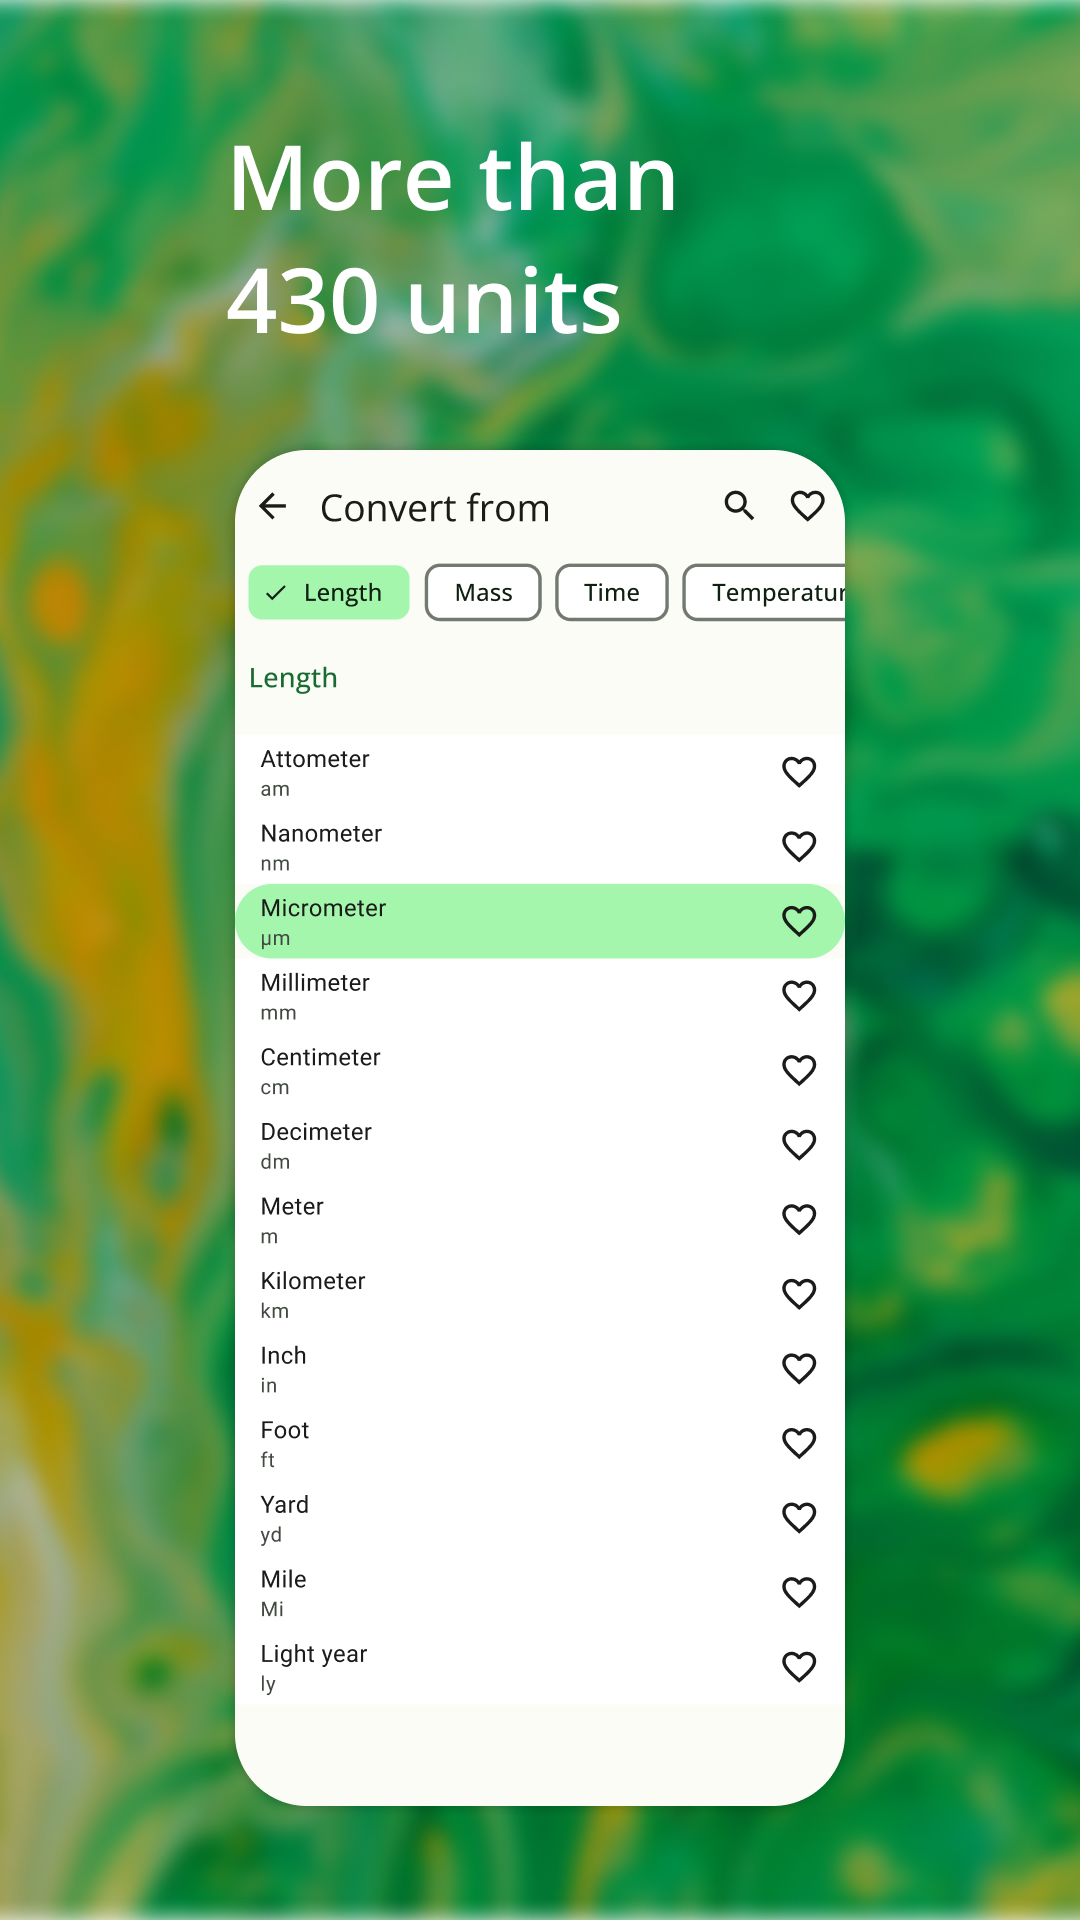 More than
430 units
Convert from
Length Mass Time Temperatur
Length
Attometer
am
Nanometer
nm
Micrometer
µm
Millimeter
mm
Centimeter
cm
Decimeter
dm
Meter
m
Kilometer
km
Inch
in
Foot
ft
Yard
yd
Mile
Mi
Light year
ly